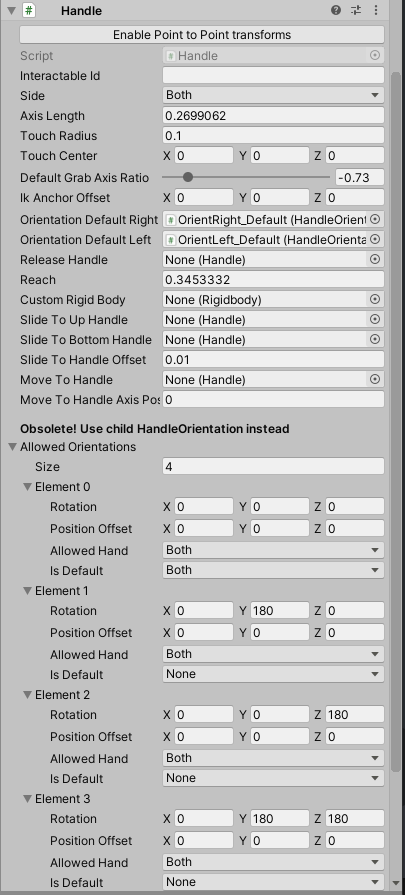 Handle
Enable Point to Point transforms
Script Handle
Interactable Id
Side Both
Axis Length 0.2699062
Touch Radius 0.1
Touch Center X 0 Y 0 Z 0
Default Grab Axis Ratio -0.73
Ik Anchor Offset X 0 Y 0 Z 0
Orientation Default Right OrientRight_Default (HandleOrient
Orientation Default Left OrientLeft_Default (HandleOrienta
Release Handle None (Handle)
Reach 0.3453332
Custom Rigid Body None (Rigidbody)
Slide To Up Handle None (Handle)
Slide To Bottom Handle None (Handle)
Slide To Handle Offset 0.01
Move To Handle None (Handle)
Move To Handle Axis Pos 0
Obsolete! Use child HandleOrientation instead
Allowed Orientations
Size 4
Element 0
Rotation X 0 Y 0 Z 0
Position Offset X 0 Y 0 Z 0
Allowed Hand Both
Is Default Both
Element 1
Rotation X 0 Y 180 Z 0
Position Offset X 0 Y 0 Z 0
Allowed Hand Both
Is Default None
Element 2
Rotation X 0 Y 0 Z 180
Position Offset X 0 Y 0 Z 0
Allowed Hand Both
Is Default None
Element 3
Rotation X 0 Y 180 Z 180
Position Offset X 0 Y 0 Z 0
Allowed Hand Both
Is Default None